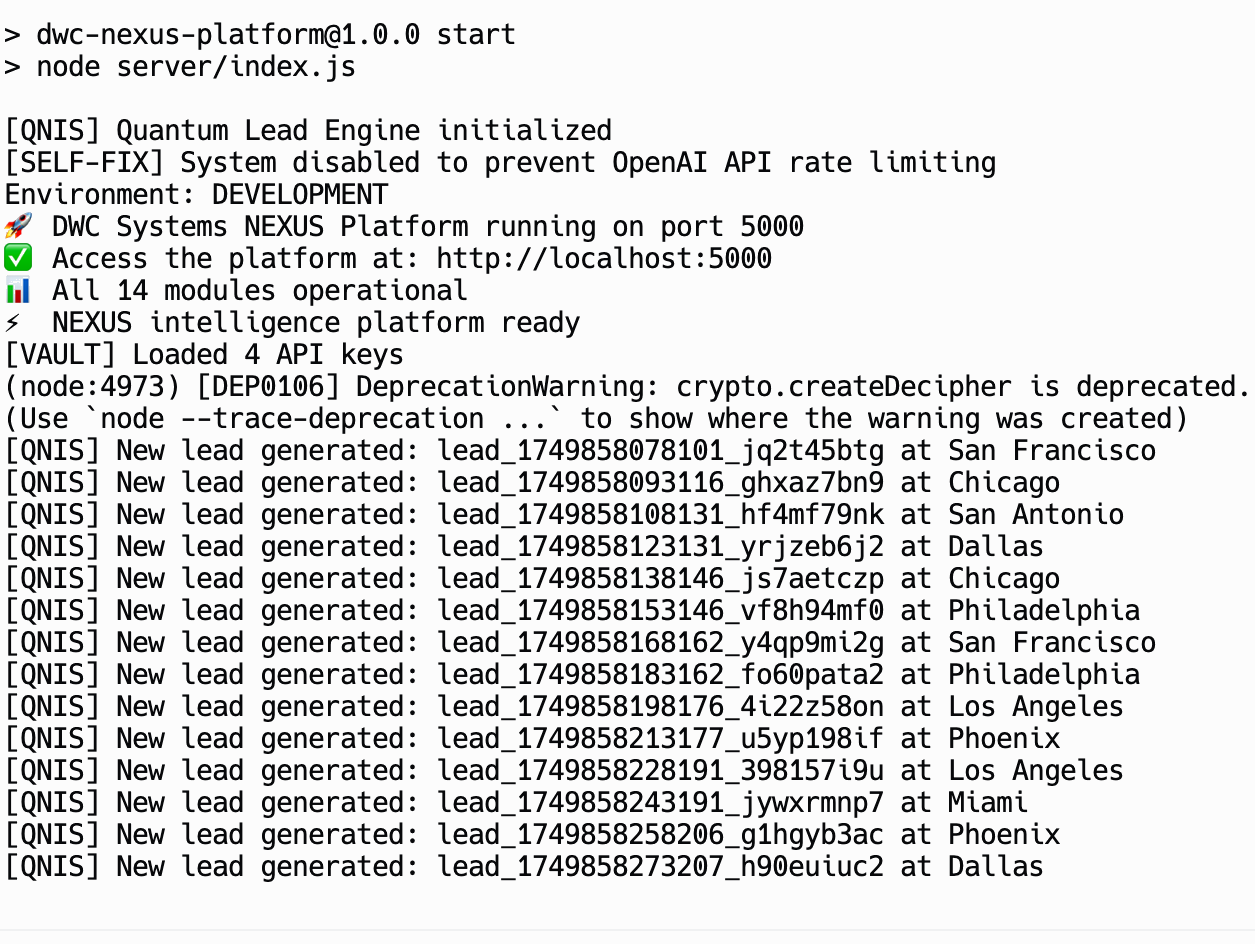 > dwc-nexus-platform@1.0.0 start
> node server/index.js
[QNIS] Quantum Lead Engine initialized
[SELF-FIX] System disabled to prevent OpenAI API rate limiting
Environment: DEVELOPMENT
🚀 DWC Systems NEXUS Platform running on port 5000
✅ Access the platform at: http://localhost:5000
📊 All 14 modules operational
⚡ NEXUS intelligence platform ready
[VAULT] Loaded 4 API keys
(node:4973) [DEP0106] DeprecationWarning: crypto.createDecipher is deprecated.
(Use `node --trace-deprecation ...` to show where the warning was created)
[QNIS] New lead generated: lead_1749858078101_jq2t45btg at San Francisco
[QNIS] New lead generated: lead_1749858093116_ghxaz7bn9 at Chicago
[QNIS] New lead generated: lead_1749858108131_hf4mf79nk at San Antonio
[QNIS] New lead generated: lead_1749858123131_yrjzeb6j2 at Dallas
[QNIS] New lead generated: lead_1749858138146_js7aetczp at Chicago
[QNIS] New lead generated: lead_1749858153146_vf8h94mf0 at Philadelphia
[QNIS] New lead generated: lead_1749858168162_y4qp9mi2g at San Francisco
[QNIS] New lead generated: lead_1749858183162_fo60pata2 at Philadelphia
[QNIS] New lead generated: lead_1749858198176_4i22z58on at Los Angeles
[QNIS] New lead generated: lead_1749858213177_u5yp198if at Phoenix
[QNIS] New lead generated: lead_1749858228191_398157i9u at Los Angeles
[QNIS] New lead generated: lead_1749858243191_jywxrmnp7 at Miami
[QNIS] New lead generated: lead_1749858258206_g1hgyb3ac at Phoenix
[QNIS] New lead generated: lead_1749858273207_h90euiuc2 at Dallas